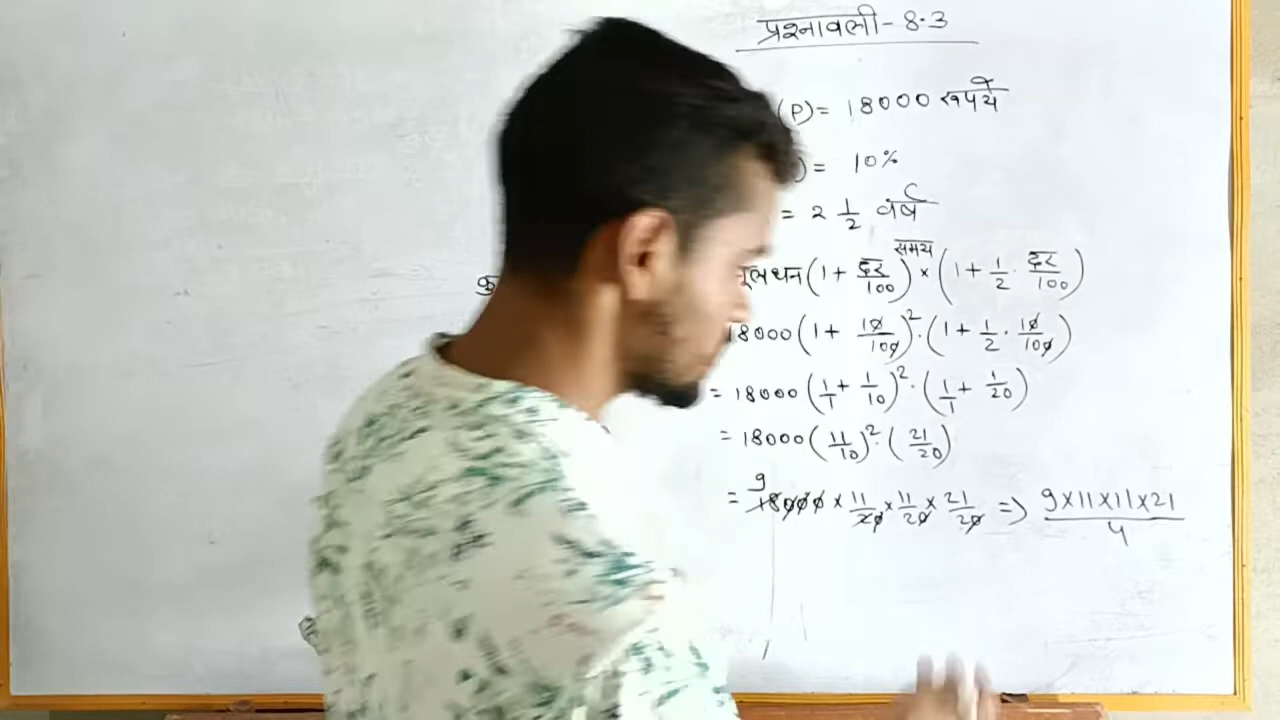 प्रश्नावली - 8.3
(P) = 18000 रुपये
) = 10%
= 2 1/2 वर्ष
मूलधन (1 + दर/100)^समय × (1 + 1/2 · दर/100)
18000 (1 + 10/100)^2 · (1 + 1/2 · 10/100)
= 18000 (1/1 + 1/10)^2 · (1/1 + 1/20)
= 18000 (11/10)^2 · (21/20)
= 9 18000 × 11/20 × 11/20 × 21/20 => 9×11×11×21/4